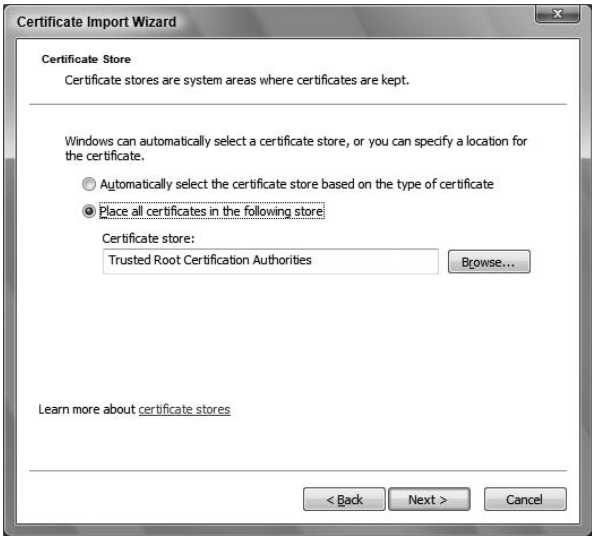 Certificate Import Wizard
X
Certificate Store
Certificate stores are system areas where certificates are kept.
Windows can automatically select a certificate store, or you can specify a location for
the certificate.
Automatically select the certificate store based on the type of certificate
Place all certificates in the following store
Certificate store:
Trusted Root Certification Authorities
Browse...
Learn more about certificate stores
< Back
Next >
Cancel